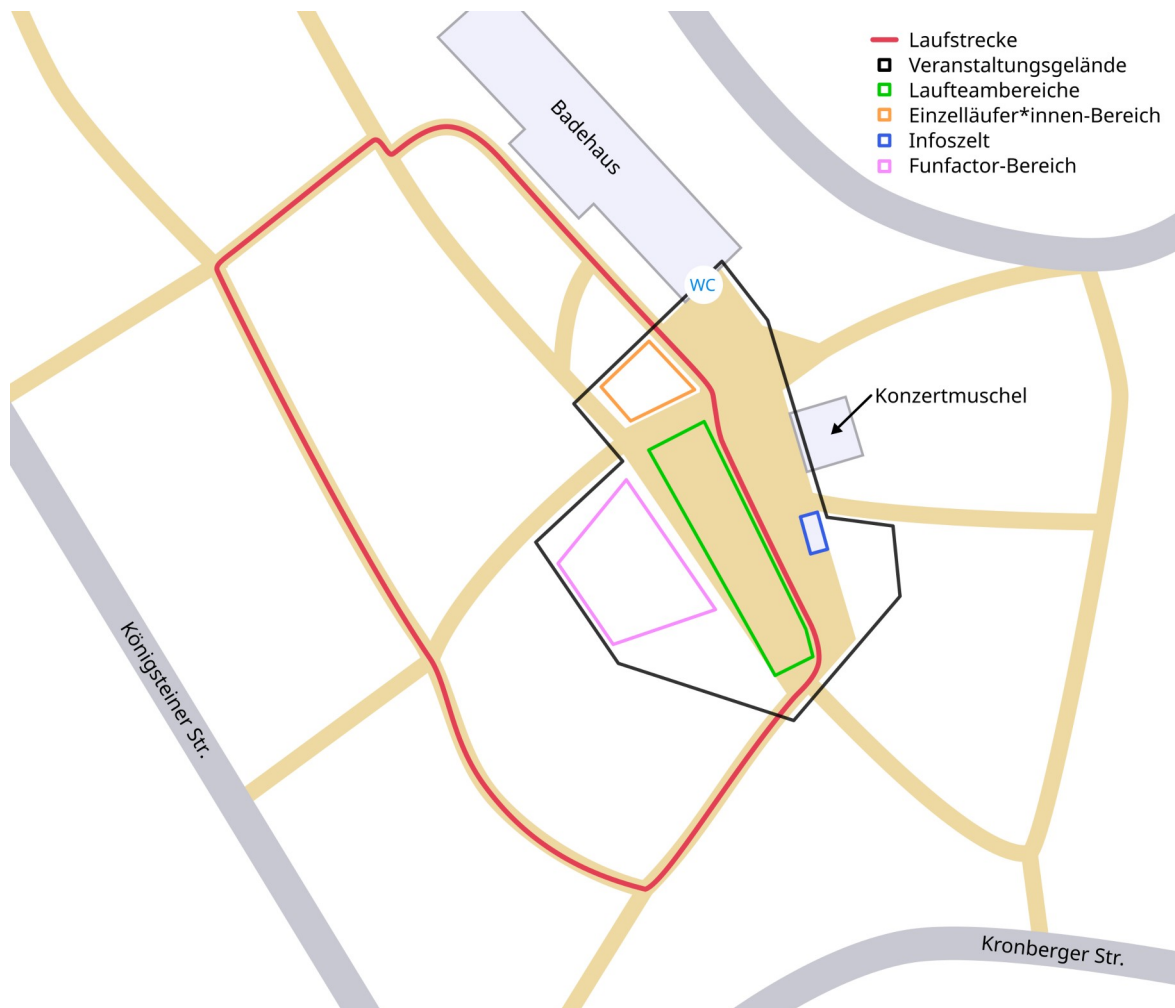 Laufstrecke
Veranstaltungsgelände
Laufteambereiche
Einzelläufer*innen-Bereich
Infoszelt
Funfactor-Bereich
Badehaus
WC
Konzertmuschel
Königsteiner Str.
Kronberger Str.